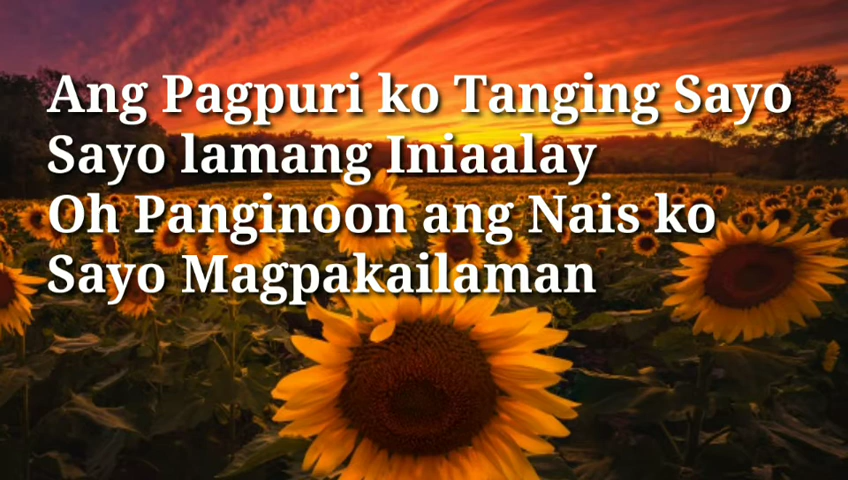 Ang Pagpuri ko Tanging Sayo
Sayo lamang Iniaalay
Oh Panginoon ang Nais ko
Sayo Magpakailaman